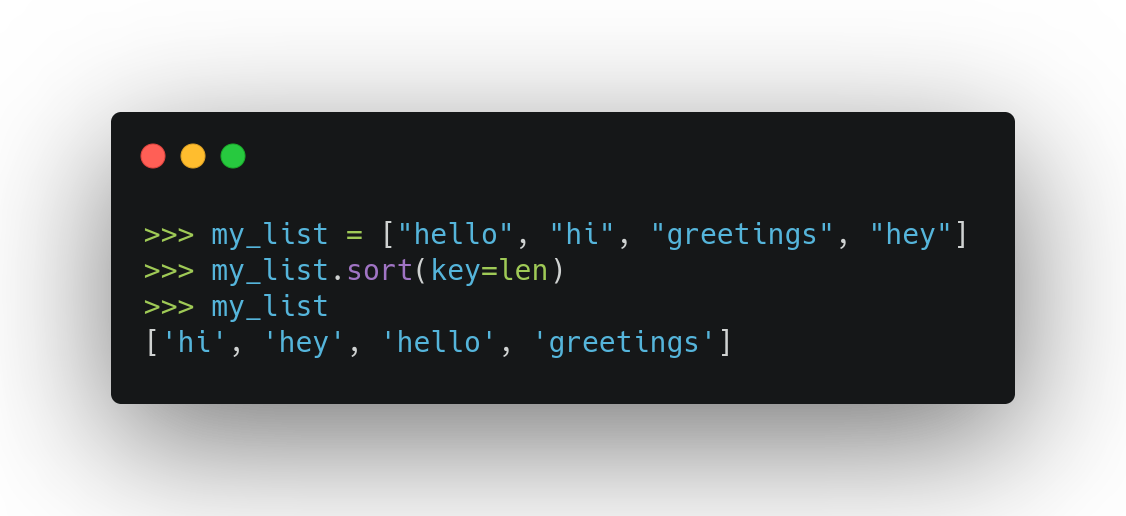 >>> my_list = ["hello", "hi", "greetings", "hey"]
>>> my_list.sort(key=len)
>>> my_list
['hi', 'hey', 'hello', 'greetings']